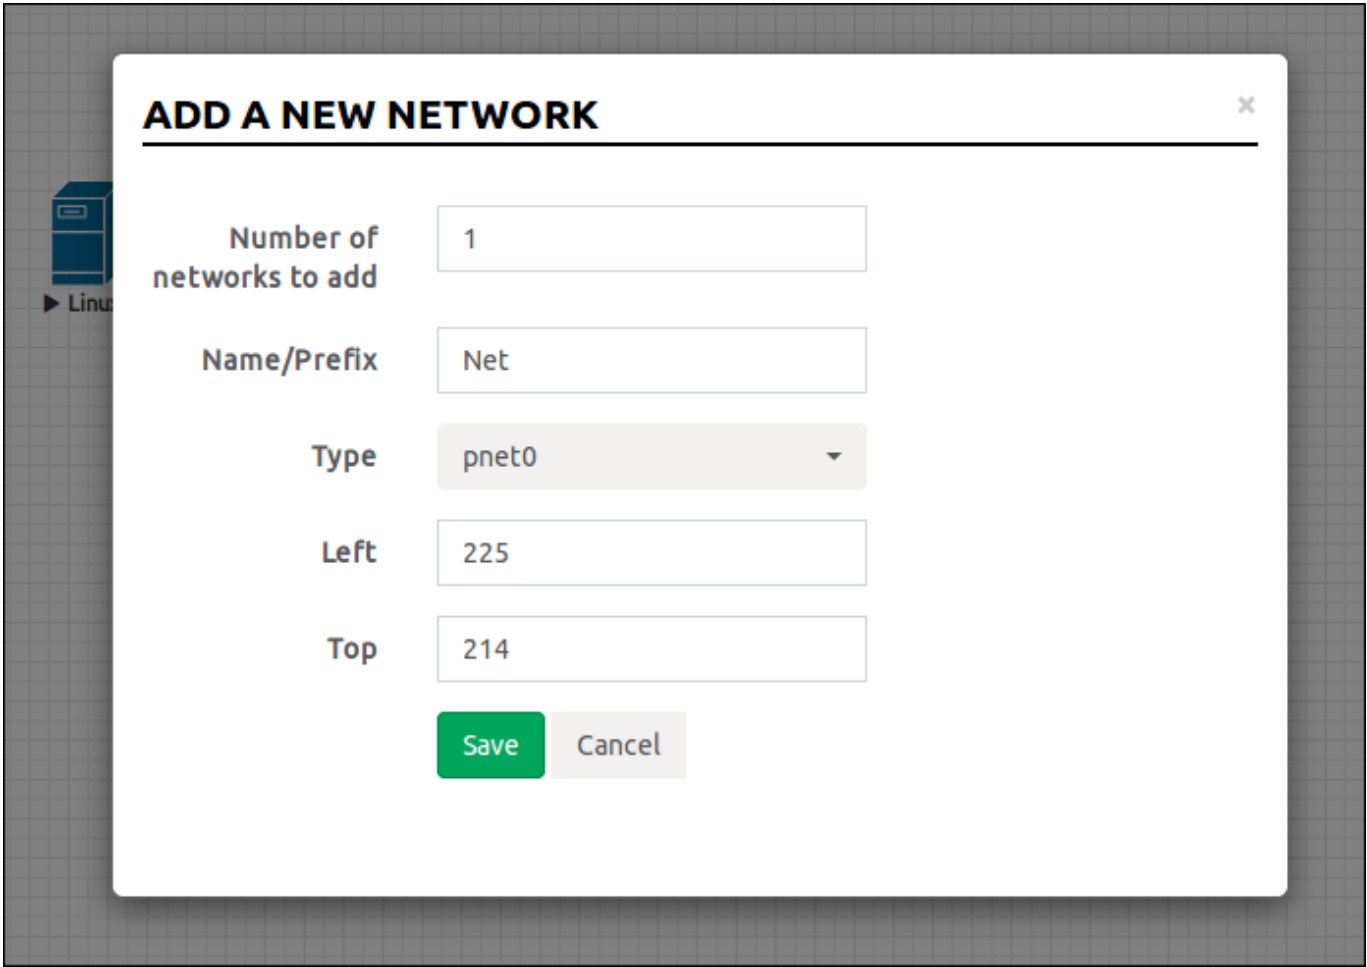 ADD A NEW NETWORK ×
Number of
networks to add
1
Name/Prefix
Net
Type
pnet0
Left
225
Top
214
Save
Cancel